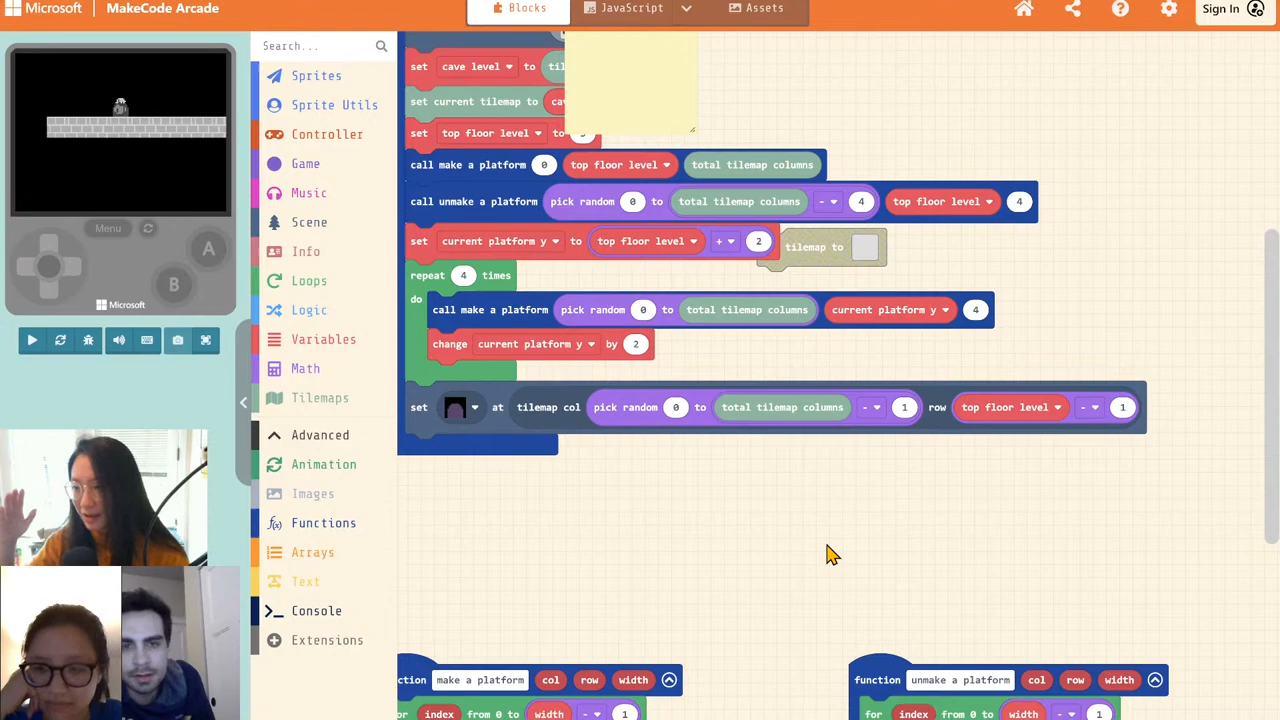 Microsoft MakeCode Arcade
Blocks JavaScript Assets
Sign In
Search...
Sprites
Sprite Utils
Controller
Game
Music
Scene
Info
Loops
Logic
Variables
Math
Tilemaps
Advanced
Animation
Images
Functions
Arrays
Text
Console
Extensions
Menu
A
B
Microsoft
set cave level to
set current tilemap to
set top floor level to
call make a platform 0 top floor level total tilemap columns
call unmake a platform pick random 0 to total tilemap columns - 4 top floor level 4
set current platform y to top floor level + 2
tilemap to
repeat 4 times
do
call make a platform pick random 0 to total tilemap columns current platform y 4
change current platform y by 2
set at tilemap col pick random 0 to total tilemap columns - 1 row top floor level - 1
make a platform col row width
index from 0 to width - 1
function unmake a platform col row width
for index from 0 to width - 1